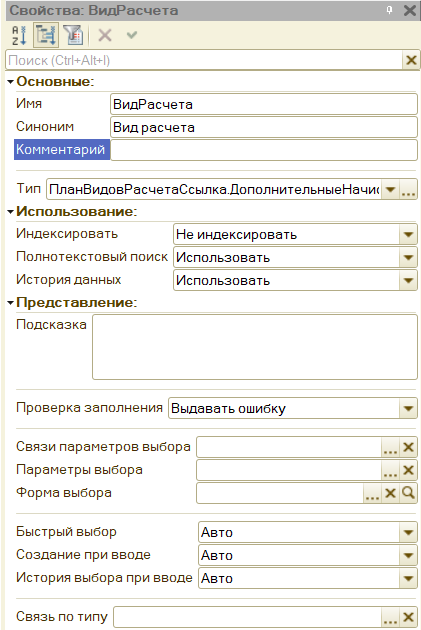 Свойства: ВидРасчета
Поиск (Ctrl+Alt+I)
Основные:
Имя ВидРасчета
Синоним Вид расчета
Комментарий
Тип ПланВидовРасчетаСсылка.ДополнительныеНачис
Использование:
Индексировать Не индексировать
Полнотекстовый поиск Использовать
История данных Использовать
Представление:
Подсказка
Проверка заполнения Выдавать ошибку
Связи параметров выбора ...
Параметры выбора ...
Форма выбора ...
Быстрый выбор Авто
Создание при вводе Авто
История выбора при вводе Авто
Связь по типу ...